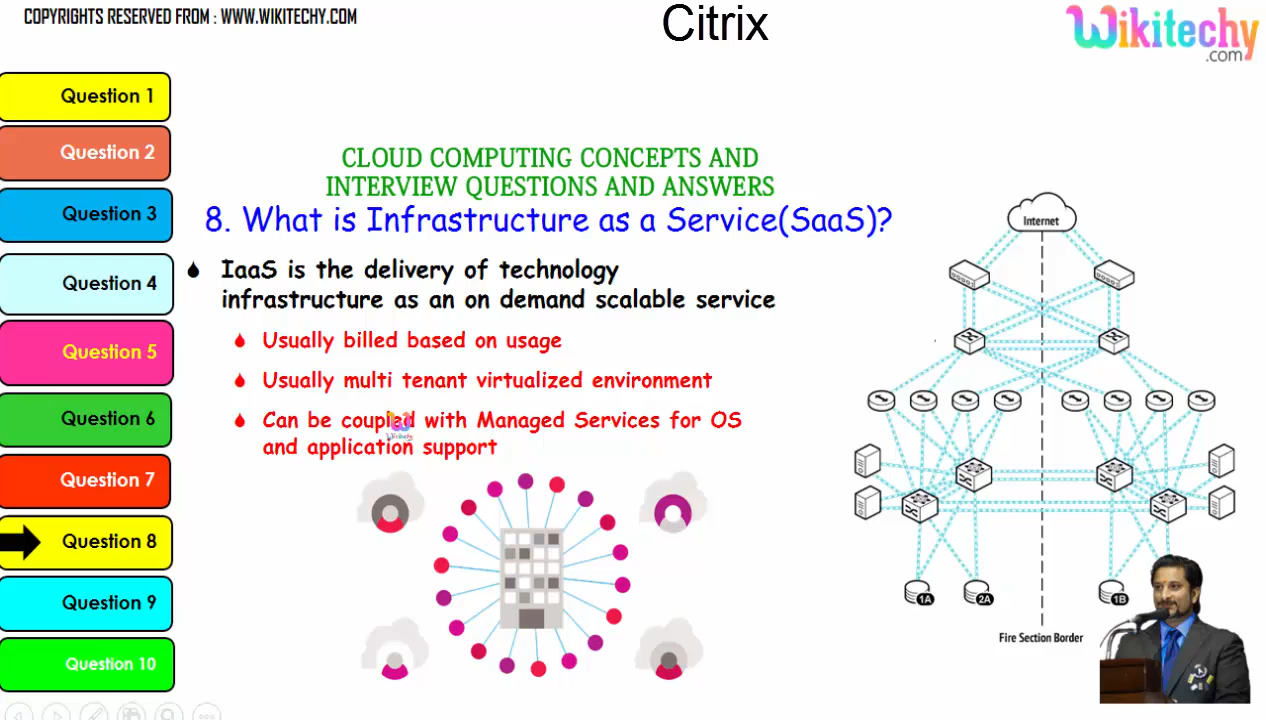 COPYRIGHTS RESERVED FROM : WWW.WIKITECHY.COM
Citrix
Wikitechy
.com
Question 1
Question 2
Question 3
Question 4
Question 5
Question 6
Question 7
Question 8
Question 9
Question 10
CLOUD COMPUTING CONCEPTS AND
INTERVIEW QUESTIONS AND ANSWERS
8. What is Infrastructure as a Service(SaaS)?
IaaS is the delivery of technology
infrastructure as an on demand scalable service
Usually billed based on usage
Usually multi tenant virtualized environment
Can be coupled with Managed Services for OS
and application support
Wikitechy
Internet
1A
2A
1B
Fire Section Border